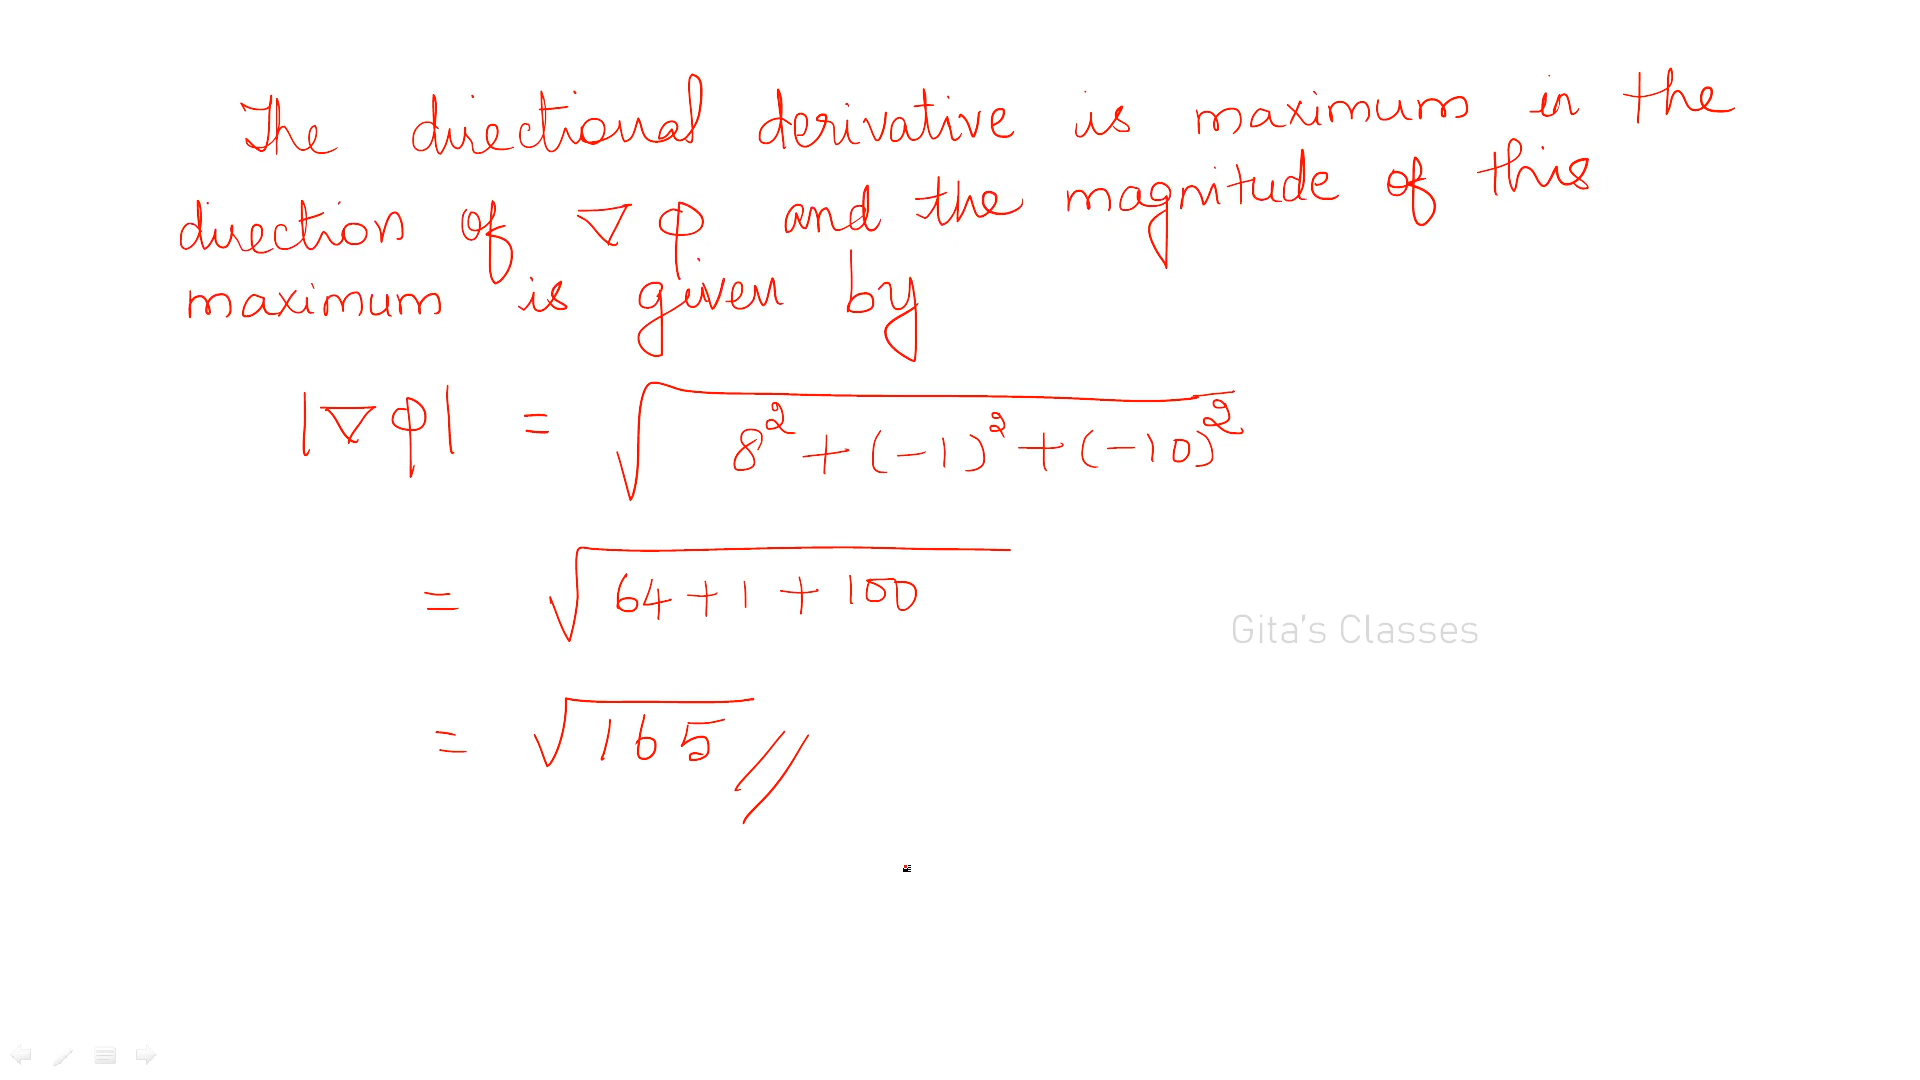 The directional derivative is maximum in the
direction of ∇ φ and the magnitude of this
maximum is given by
|∇ φ| = √(8² + (-1)² + (-10)²)
= √(64 + 1 + 100)
Gita's Classes
= √165 //